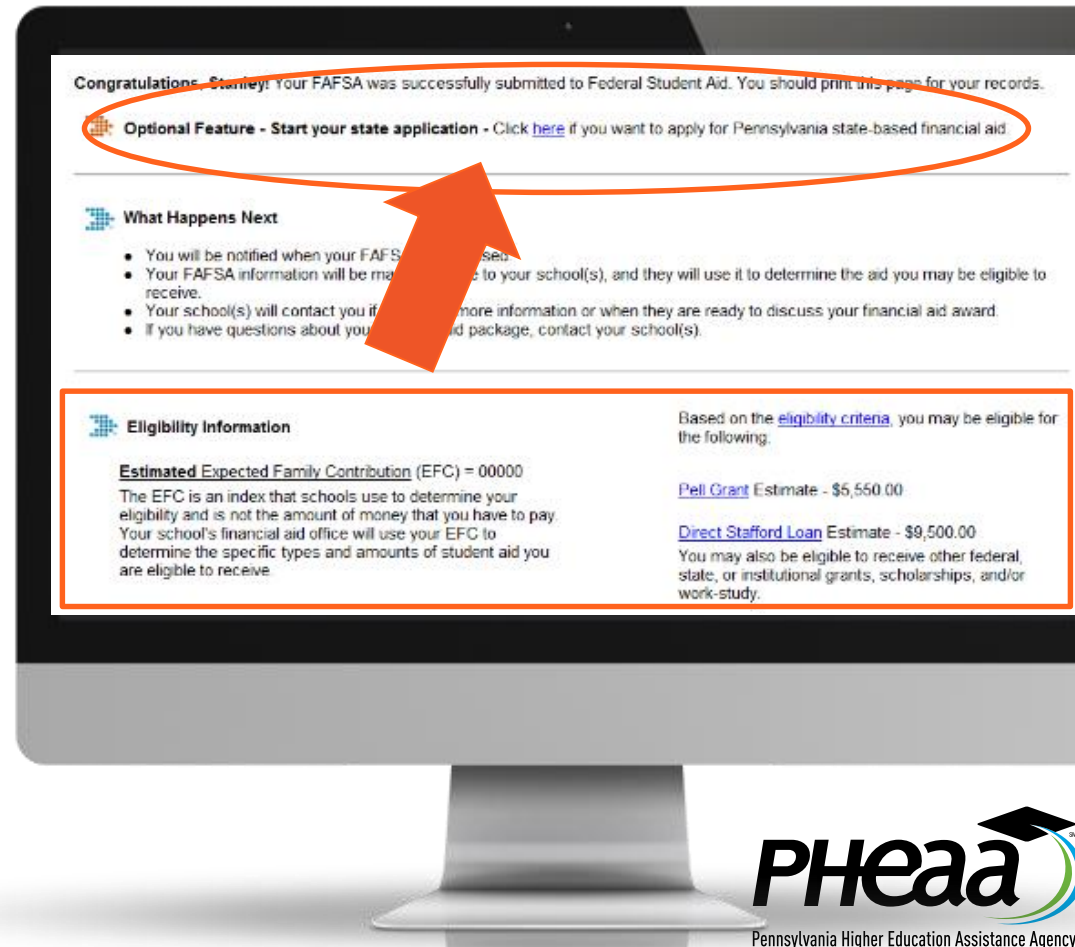 Congratulations, Stanley! Your FAFSA was successfully submitted to Federal Student Aid. You should print this page for your records.
Optional Feature - Start your state application - Click here if you want to apply for Pennsylvania state-based financial aid.
What Happens Next
● You will be notified when your FAFS sed.
● Your FAFSA information will be ma e to your school(s), and they will use it to determine the aid you may be eligible to
receive.
● Your school(s) will contact you if more information or when they are ready to discuss your financial aid award.
● If you have questions about you d package, contact your school(s).
Eligibility Information
Estimated Expected Family Contribution (EFC) = 00000
The EFC is an index that schools use to determine your
eligibility and is not the amount of money that you have to pay.
Your school's financial aid office will use your EFC to
determine the specific types and amounts of student aid you
are eligible to receive
Based on the eligibility criteria, you may be eligible for
the following:
Pell Grant Estimate - $5,550.00
Direct Stafford Loan Estimate - $9,500.00
You may also be eligible to receive other federal,
state, or institutional grants, scholarships, and/or
work-study.
PHeaa
Pennsylvania Higher Education Assistance Agency